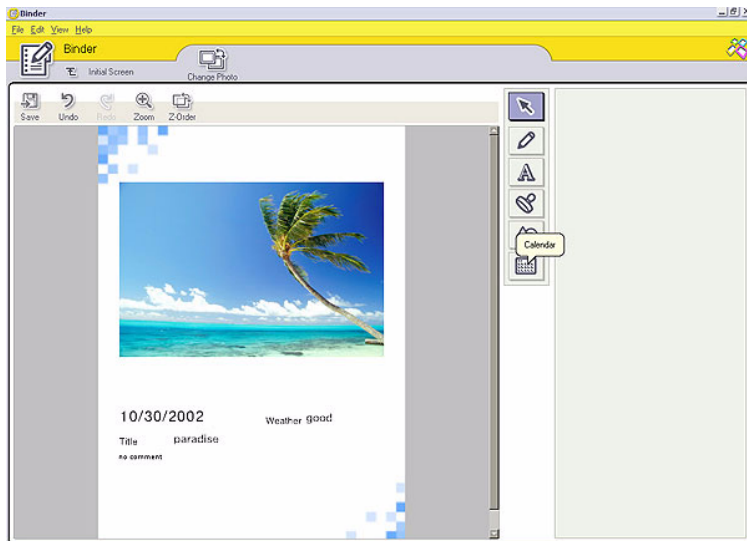 Binder
File Edit View Help
Binder
Initial Screen
Change Photo
Save Undo Redo Zoom Z-Order
Calendar
10/30/2002
Weather good
Title paradise
no comment